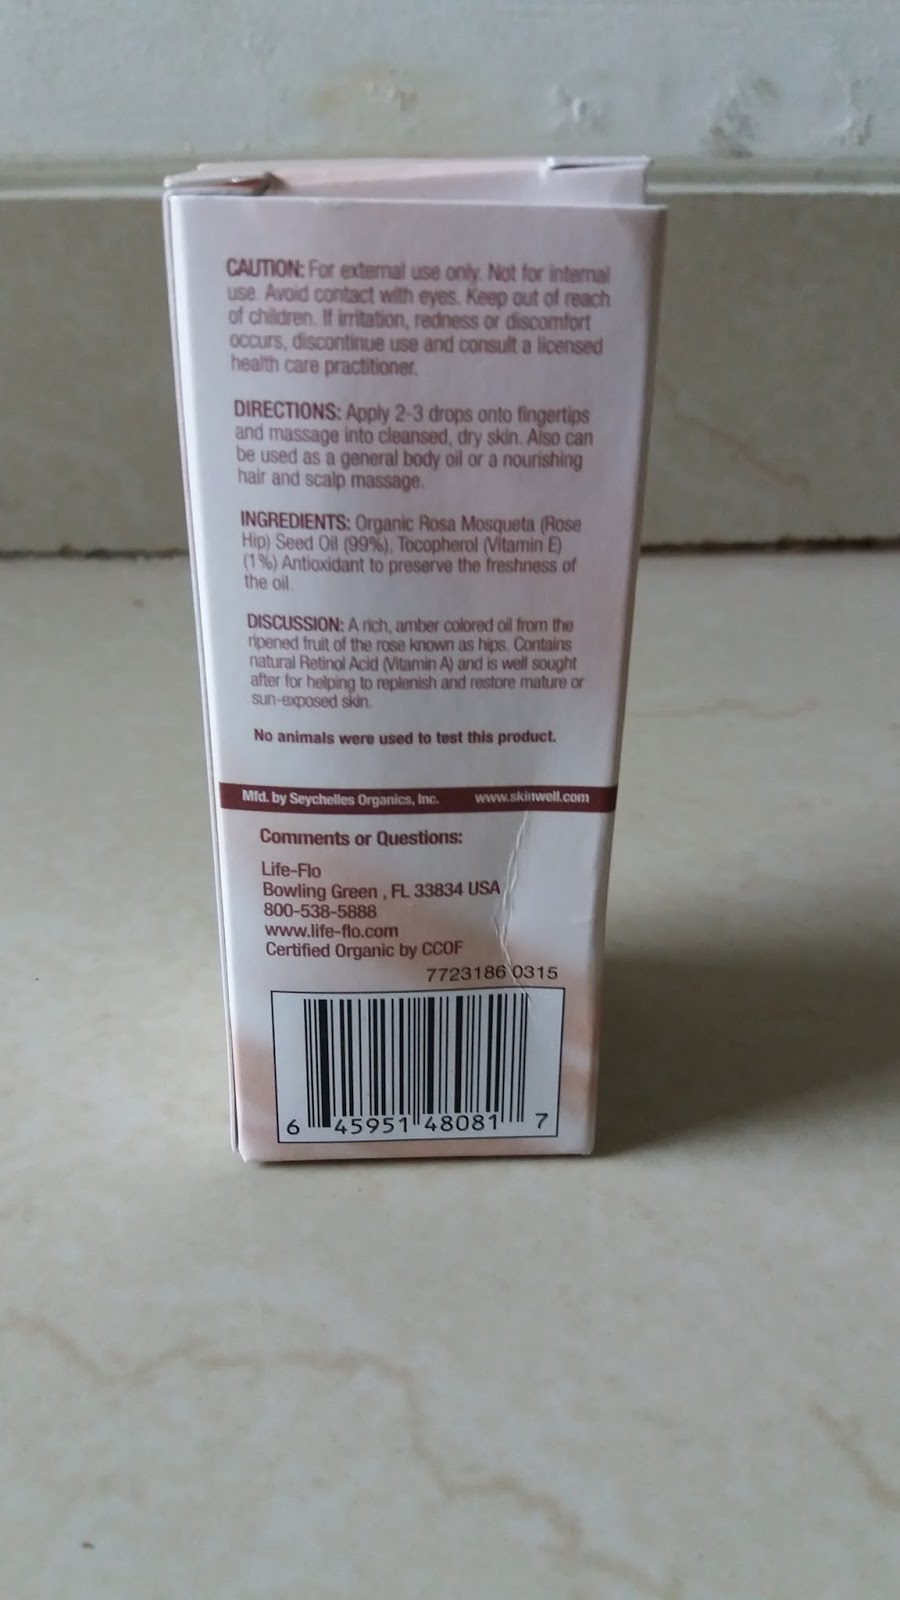 CAUTION: For external use only. Not for internal
use. Avoid contact with eyes. Keep out of reach
of children. If irritation, redness or discomfort
occurs, discontinue use and consult a licensed
health care practitioner.
DIRECTIONS: Apply 2-3 drops onto fingertips
and massage into cleansed, dry skin. Also can
be used as a general body oil or a nourishing
hair and scalp massage.
INGREDIENTS: Organic Rosa Mosqueta (Rose
Hip) Seed Oil (99%), Tocopherol (Vitamin E)
(1%) Antioxidant to preserve the freshness of
the oil.
DISCUSSION: A rich, amber colored oil from the
ripened fruit of the rose known as hips. Contains
natural Retinol Acid (Vitamin A) and is well sought
after for helping to replenish and restore mature or
sun-exposed skin.
No animals were used to test this product.
Mfd. by Seychelles Organics, Inc. www.skinwell.com
Comments or Questions:
Life-Flo
Bowling Green , FL 33834 USA
800-538-5888
www.life-flo.com
Certified Organic by CCOF
7723186 0315
6 45951 48081 7